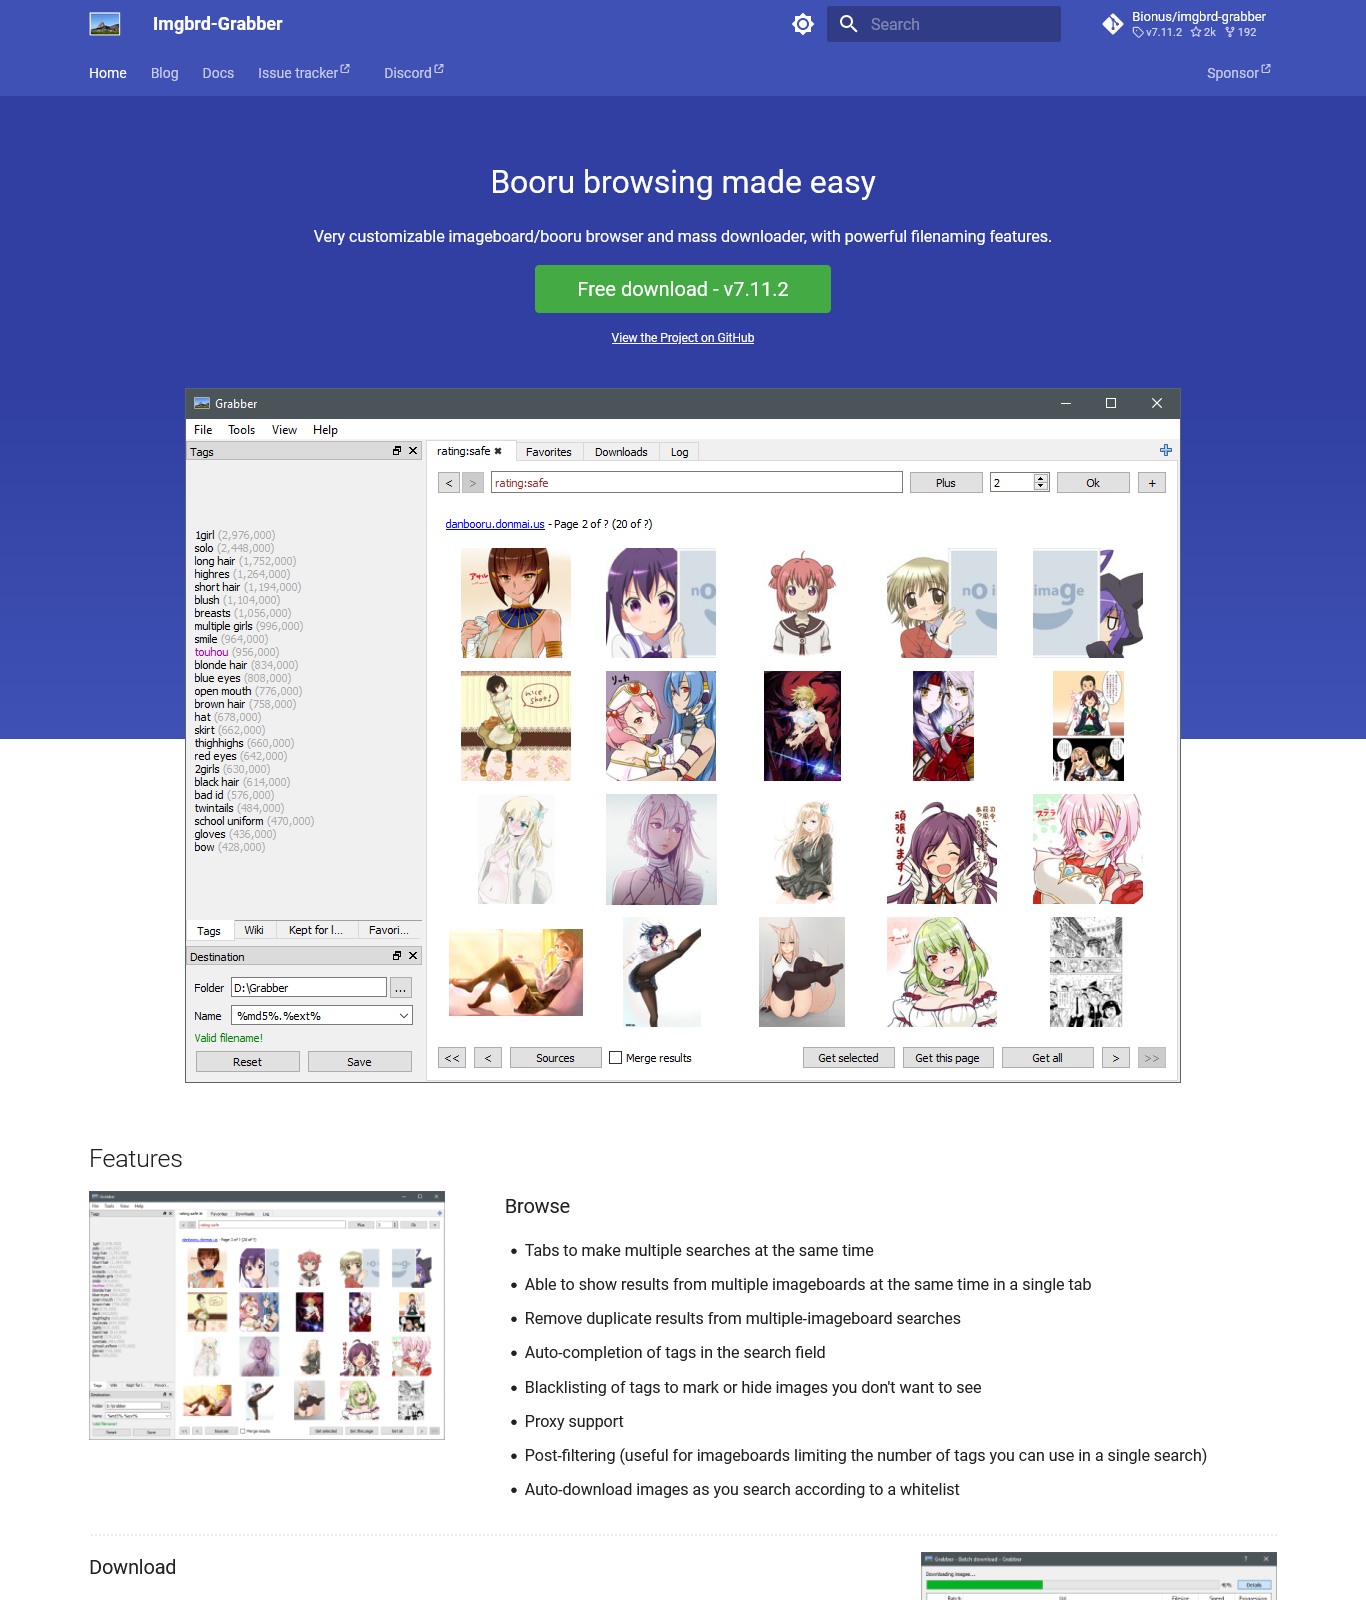 Imgbrd-Grabber
Search
Bionus/imgbrd-grabber
v7.11.2 2k 192
Home Blog Docs Issue tracker Discord Sponsor
Booru browsing made easy
Very customizable imageboard/booru browser and mass downloader, with powerful filenaming features.
Free download - v7.11.2
View the Project on GitHub
Grabber
File Tools View Help
Tags
rating:safe Favorites Downloads Log
< > rating:safe Plus 2 Ok +
danbooru.donmai.us - Page 2 of ? (20 of ?)
1girl (2,976,000)
solo (2,448,000)
long hair (1,752,000)
highres (1,264,000)
short hair (1,194,000)
blush (1,104,000)
breasts (1,056,000)
multiple girls (996,000)
smile (964,000)
touhou (956,000)
blonde hair (834,000)
blue eyes (808,000)
open mouth (776,000)
brown hair (758,000)
hat (678,000)
skirt (662,000)
thighhighs (660,000)
red eyes (642,000)
2girls (630,000)
black hair (614,000)
bad id (576,000)
twintails (484,000)
school uniform (470,000)
gloves (436,000)
bow (428,000)
nice shot!
頑張ります!
Tags Wiki Kept for l... Favori...
Destination
Folder D:\Grabber ...
Name %md5%.%ext%
Valid filename!
Reset Save
<< < Sources Merge results Get selected Get this page Get all > >>
Features
Browse
Tabs to make multiple searches at the same time
Able to show results from multiple imageboards at the same time in a single tab
Remove duplicate results from multiple-imageboard searches
Auto-completion of tags in the search field
Blacklisting of tags to mark or hide images you don't want to see
Proxy support
Post-filtering (useful for imageboards limiting the number of tags you can use in a single search)
Auto-download images as you search according to a whitelist
Download
Grabber - Batch download - Grabber
Downloading images...
Details